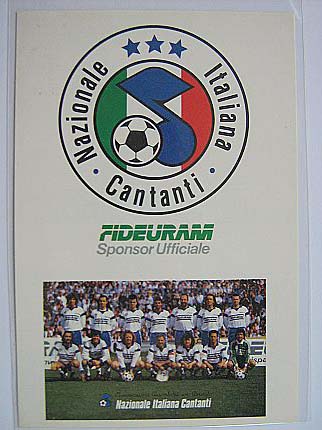 Nazionale Italiana
Cantanti
FIDEURAM
Sponsor Ufficiale
Nazionale Italiana Cantanti